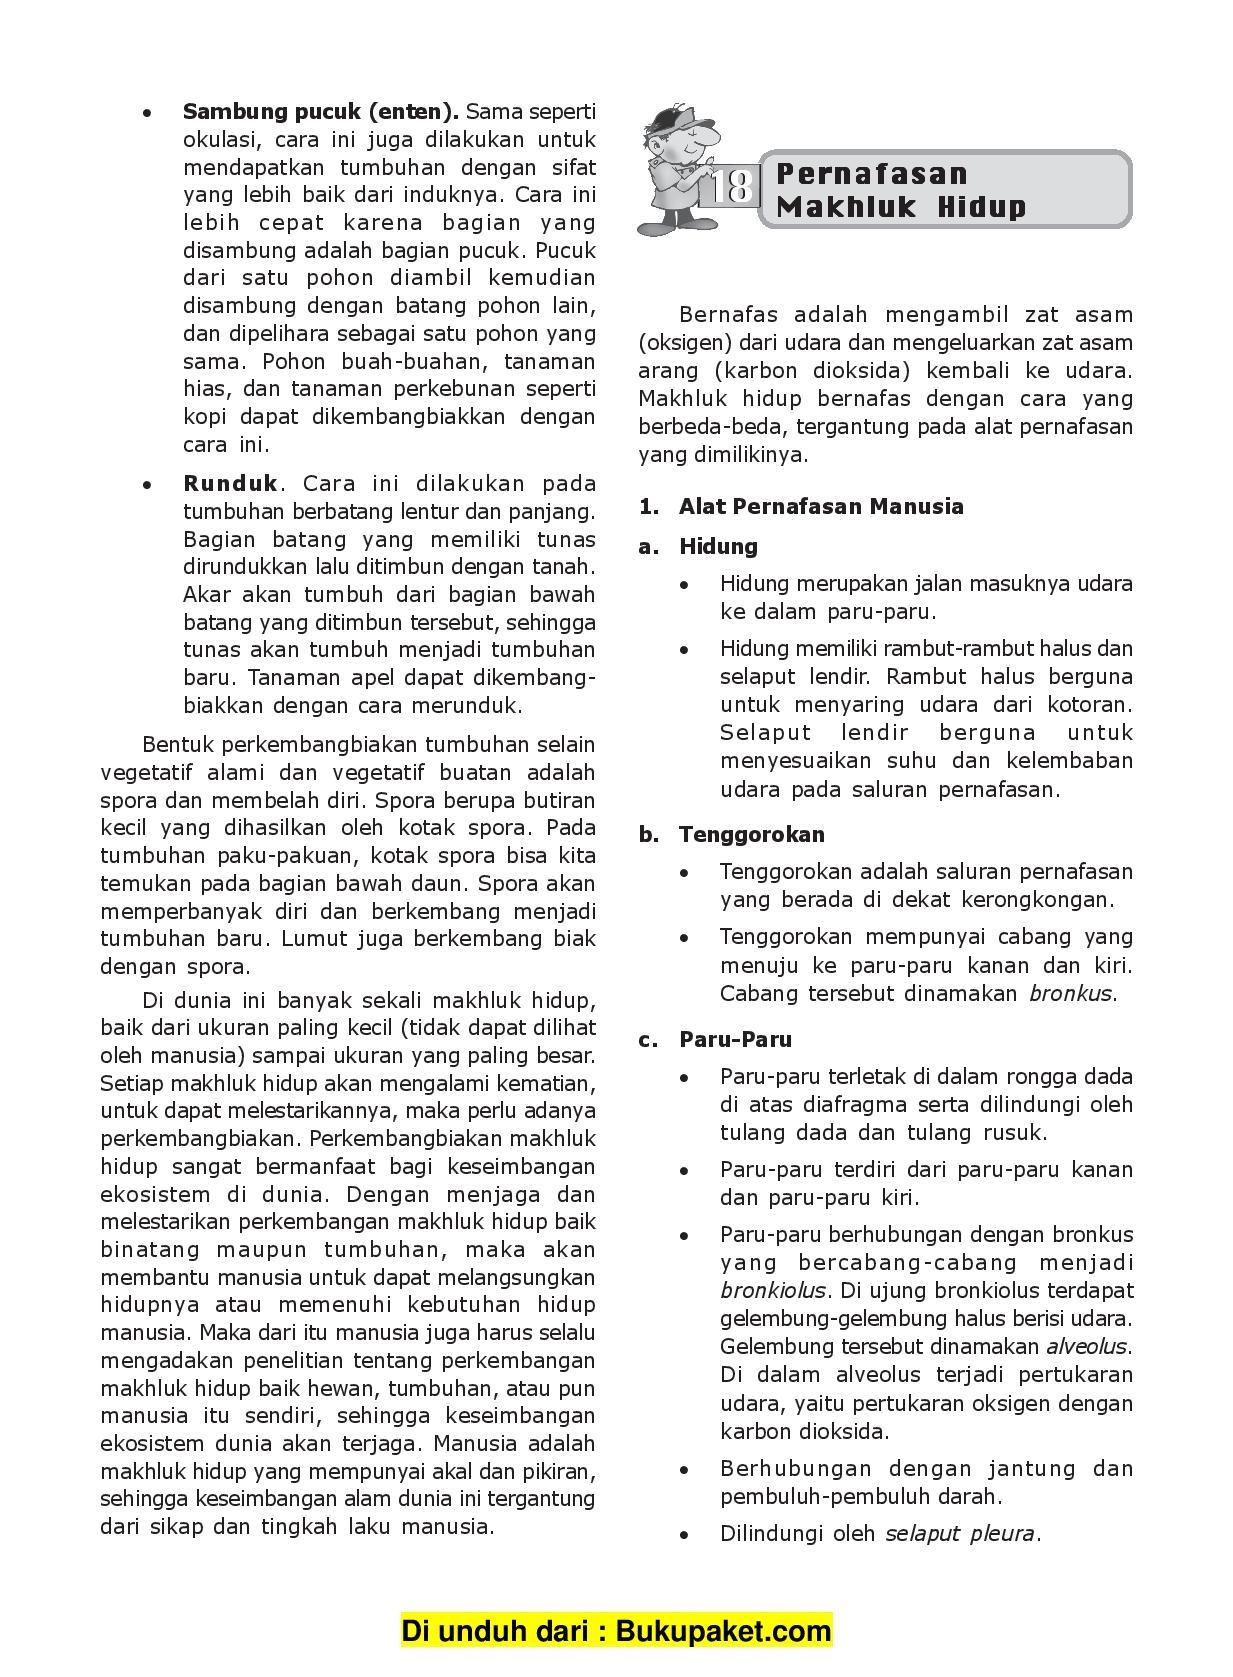 • Sambung pucuk (enten). Sama seperti
okulasi, cara ini juga dilakukan untuk
mendapatkan tumbuhan dengan sifat
yang lebih baik dari induknya. Cara ini
lebih cepat karena bagian yang
disambung adalah bagian pucuk. Pucuk
dari satu pohon diambil kemudian
disambung dengan batang pohon lain,
dan dipelihara sebagai satu pohon yang
sama. Pohon buah-buahan, tanaman
hias, dan tanaman perkebunan seperti
kopi dapat dikembangbiakkan dengan
cara ini.
• Runduk. Cara ini dilakukan pada
tumbuhan berbatang lentur dan panjang.
Bagian batang yang memiliki tunas
dirundukkan lalu ditimbun dengan tanah.
Akar akan tumbuh dari bagian bawah
batang yang ditimbun tersebut, sehingga
tunas akan tumbuh menjadi tumbuhan
baru. Tanaman apel dapat dikembang-
biakkan dengan cara merunduk.
Bentuk perkembangbiakan tumbuhan selain
vegetatif alami dan vegetatif buatan adalah
spora dan membelah diri. Spora berupa butiran
kecil yang dihasilkan oleh kotak spora. Pada
tumbuhan paku-pakuan, kotak spora bisa kita
temukan pada bagian bawah daun. Spora akan
memperbanyak diri dan berkembang menjadi
tumbuhan baru. Lumut juga berkembang biak
dengan spora.
Di dunia ini banyak sekali makhluk hidup,
baik dari ukuran paling kecil (tidak dapat dilihat
oleh manusia) sampai ukuran yang paling besar.
Setiap makhluk hidup akan mengalami kematian,
untuk dapat melestarikannya, maka perlu adanya
perkembangbiakan. Perkembangbiakan makhluk
hidup sangat bermanfaat bagi keseimbangan
ekosistem di dunia. Dengan menjaga dan
melestarikan perkembangan makhluk hidup baik
binatang maupun tumbuhan, maka akan
membantu manusia untuk dapat melangsungkan
hidupnya atau memenuhi kebutuhan hidup
manusia. Maka dari itu manusia juga harus selalu
mengadakan penelitian tentang perkembangan
makhluk hidup baik hewan, tumbuhan, atau pun
manusia itu sendiri, sehingga keseimbangan
ekosistem dunia akan terjaga. Manusia adalah
makhluk hidup yang mempunyai akal dan pikiran,
sehingga keseimbangan alam dunia ini tergantung
dari sikap dan tingkah laku manusia.
18 Pernafasan
Makhluk Hidup
Bernafas adalah mengambil zat asam
(oksigen) dari udara dan mengeluarkan zat asam
arang (karbon dioksida) kembali ke udara.
Makhluk hidup bernafas dengan cara yang
berbeda-beda, tergantung pada alat pernafasan
yang dimilikinya.
1. Alat Pernafasan Manusia
a. Hidung
• Hidung merupakan jalan masuknya udara
ke dalam paru-paru.
• Hidung memiliki rambut-rambut halus dan
selaput lendir. Rambut halus berguna
untuk menyaring udara dari kotoran.
Selaput lendir berguna untuk
menyesuaikan suhu dan kelembaban
udara pada saluran pernafasan.
b. Tenggorokan
• Tenggorokan adalah saluran pernafasan
yang berada di dekat kerongkongan.
• Tenggorokan mempunyai cabang yang
menuju ke paru-paru kanan dan kiri.
Cabang tersebut dinamakan bronkus.
c. Paru-Paru
• Paru-paru terletak di dalam rongga dada
di atas diafragma serta dilindungi oleh
tulang dada dan tulang rusuk.
• Paru-paru terdiri dari paru-paru kanan
dan paru-paru kiri.
• Paru-paru berhubungan dengan bronkus
yang bercabang-cabang menjadi
bronkiolus. Di ujung bronkiolus terdapat
gelembung-gelembung halus berisi udara.
Gelembung tersebut dinamakan alveolus.
Di dalam alveolus terjadi pertukaran
udara, yaitu pertukaran oksigen dengan
karbon dioksida.
• Berhubungan dengan jantung dan
pembuluh-pembuluh darah.
• Dilindungi oleh selaput pleura.
Di unduh dari : Bukupaket.com